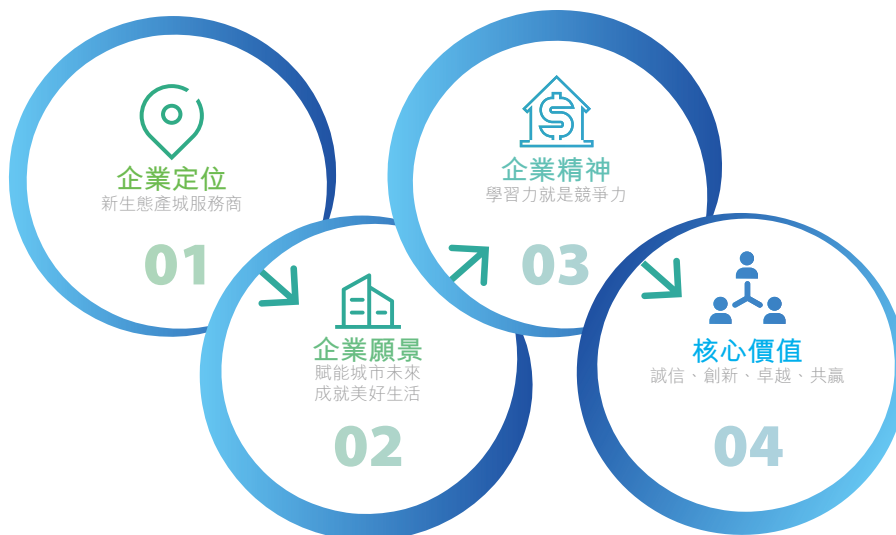 企業定位
新生態產城服務商
01
企業願景
賦能城市未來
成就美好生活
02
企業精神
學習力就是競爭力
03
核心價值
誠信、創新、卓越、共贏
04